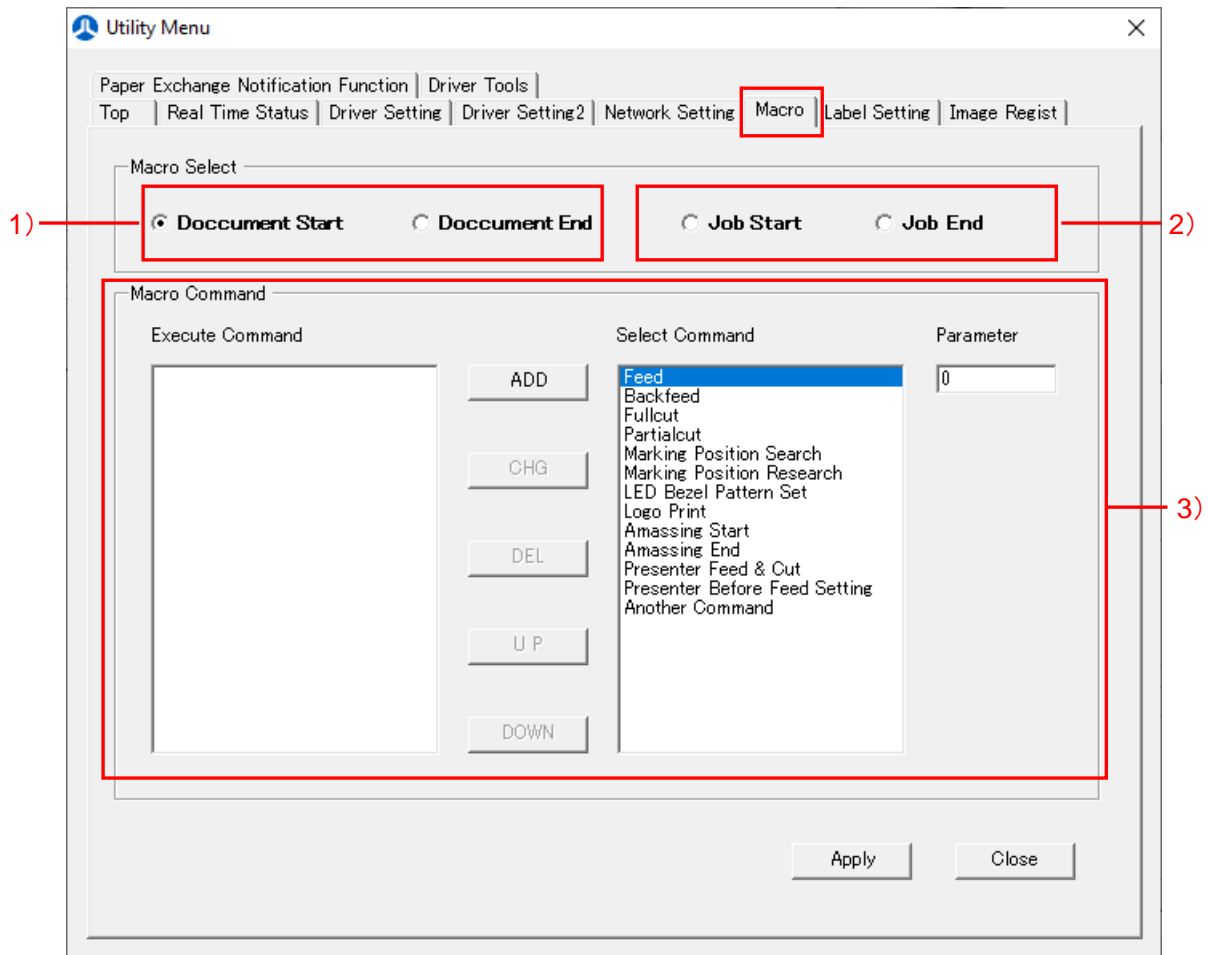 Utility Menu
Paper Exchange Notification Function Driver Tools
Top Real Time Status Driver Setting Driver Setting2 Network Setting Macro Label Setting Image Regist
Macro Select
1) Doccument Start Doccument End Job Start Job End 2)
Macro Command
Execute Command Select Command Parameter
ADD Feed 0
Backfeed
Fullcut
Partialcut
Marking Position Search
CHG Marking Position Research
LED Bezel Pattern Set
Logo Print 3)
Amassing Start
DEL Amassing End
Presenter Feed & Cut
Presenter Before Feed Setting
Another Command
U P
DOWN
Apply Close